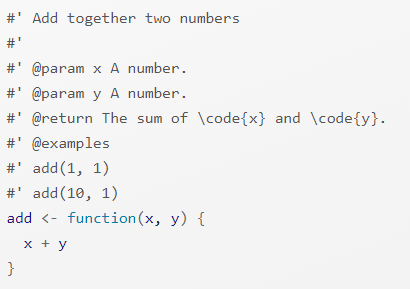 #' Add together two numbers
#'
#' @param x A number.
#' @param y A number.
#' @return The sum of \code{x} and \code{y}.
#' @examples
#' add(1, 1)
#' add(10, 1)
add <- function(x, y) {
  x + y
}